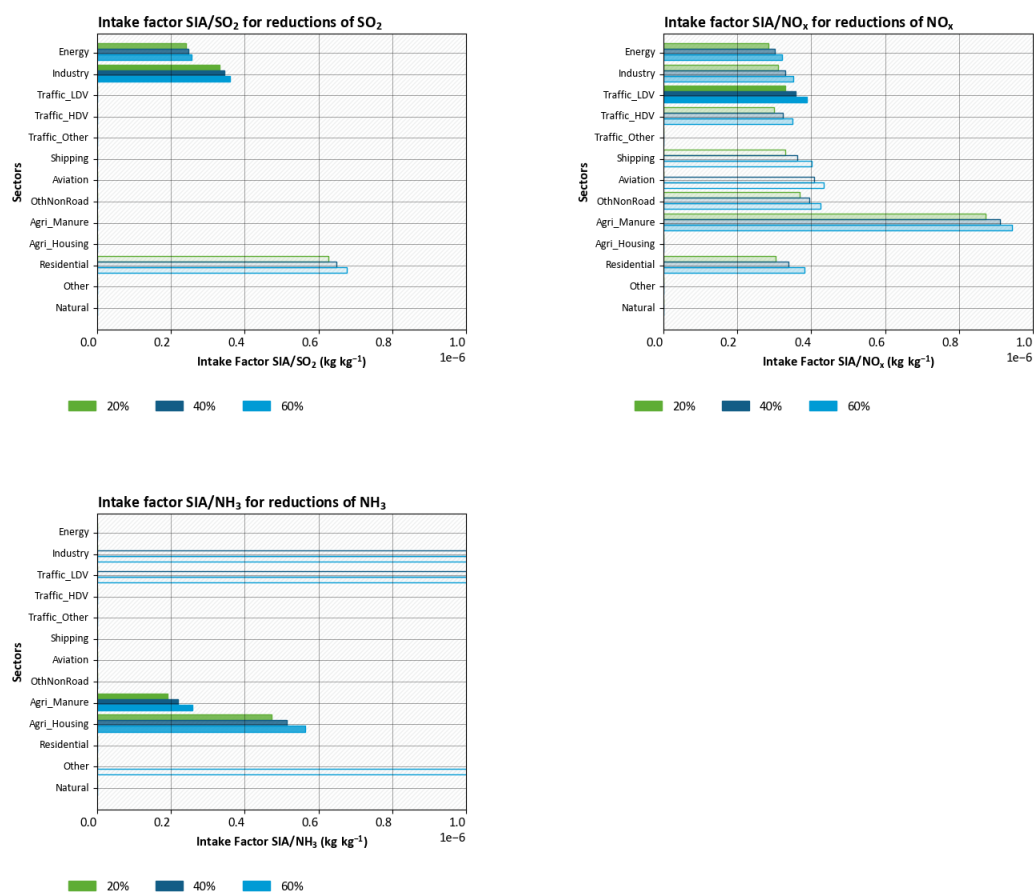 Intake factor SIA/SO₂ for reductions of SO₂
Sectors
Energy
Industry
Traffic_LDV
Traffic_HDV
Traffic_Other
Shipping
Aviation
OthNonRoad
Agri_Manure
Agri_Housing
Residential
Other
Natural
0.0 0.2 0.4 0.6 0.8 1.0
1e−6
Intake Factor SIA/SO₂ (kg kg⁻¹)
20% 40% 60%
Intake factor SIA/NOₓ for reductions of NOₓ
Sectors
Energy
Industry
Traffic_LDV
Traffic_HDV
Traffic_Other
Shipping
Aviation
OthNonRoad
Agri_Manure
Agri_Housing
Residential
Other
Natural
0.0 0.2 0.4 0.6 0.8 1.0
1e−6
Intake Factor SIA/NOₓ (kg kg⁻¹)
20% 40% 60%
Intake factor SIA/NH₃ for reductions of NH₃
Sectors
Energy
Industry
Traffic_LDV
Traffic_HDV
Traffic_Other
Shipping
Aviation
OthNonRoad
Agri_Manure
Agri_Housing
Residential
Other
Natural
0.0 0.2 0.4 0.6 0.8 1.0
1e−6
Intake Factor SIA/NH₃ (kg kg⁻¹)
20% 40% 60%